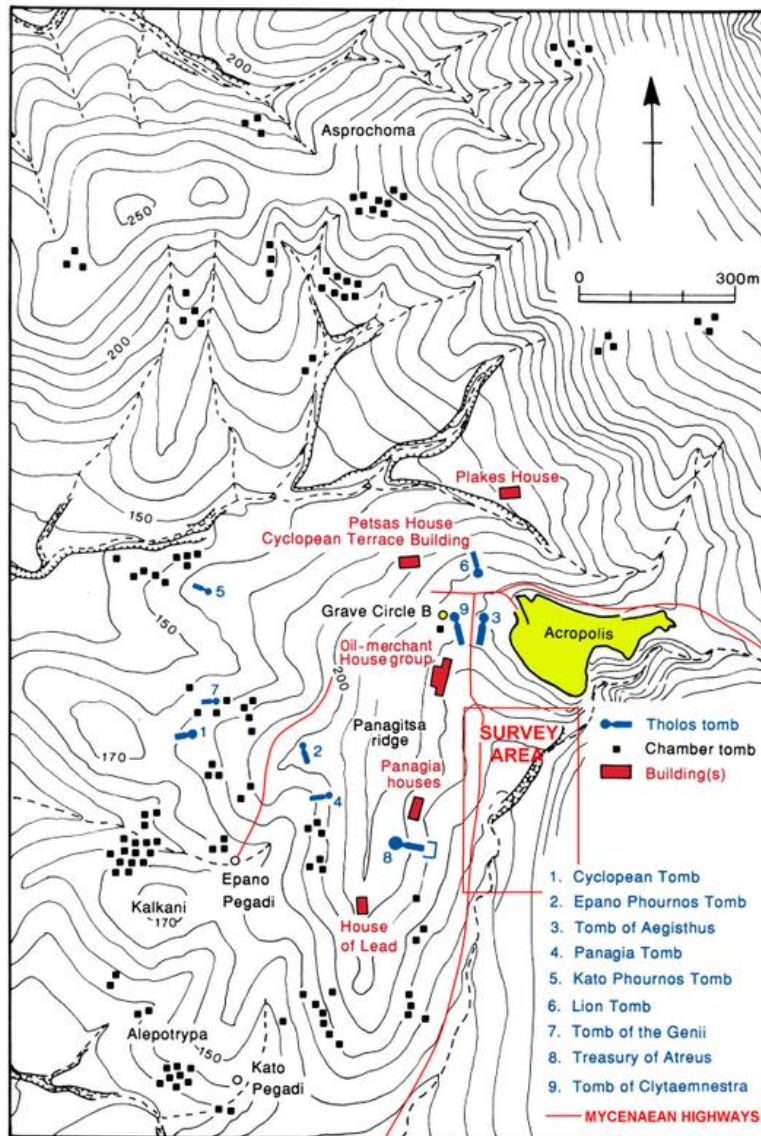 200
Asprochoma
250
0 300m
200
Plakes House
150
Petsas House
Cyclopean Terrace Building
6
5
Grave Circle B
9
3
Acropolis
150
Oil-merchant
House group
200
7
Panagitsa
ridge
SURVEY
AREA
Tholos tomb
1
170
2
Chamber tomb
Panagia
houses
Building(s)
4
8
Epano
Pegadi
1. Cyclopean Tomb
Kalkani
170
House
of Lead
2. Epano Phournos Tomb
3. Tomb of Aegisthus
4. Panagia Tomb
5. Kato Phournos Tomb
6. Lion Tomb
Alepotrypa
150
7. Tomb of the Genii
Kato
Pegadi
8. Treasury of Atreus
9. Tomb of Clytaemnestra
MYCENAEAN HIGHWAYS